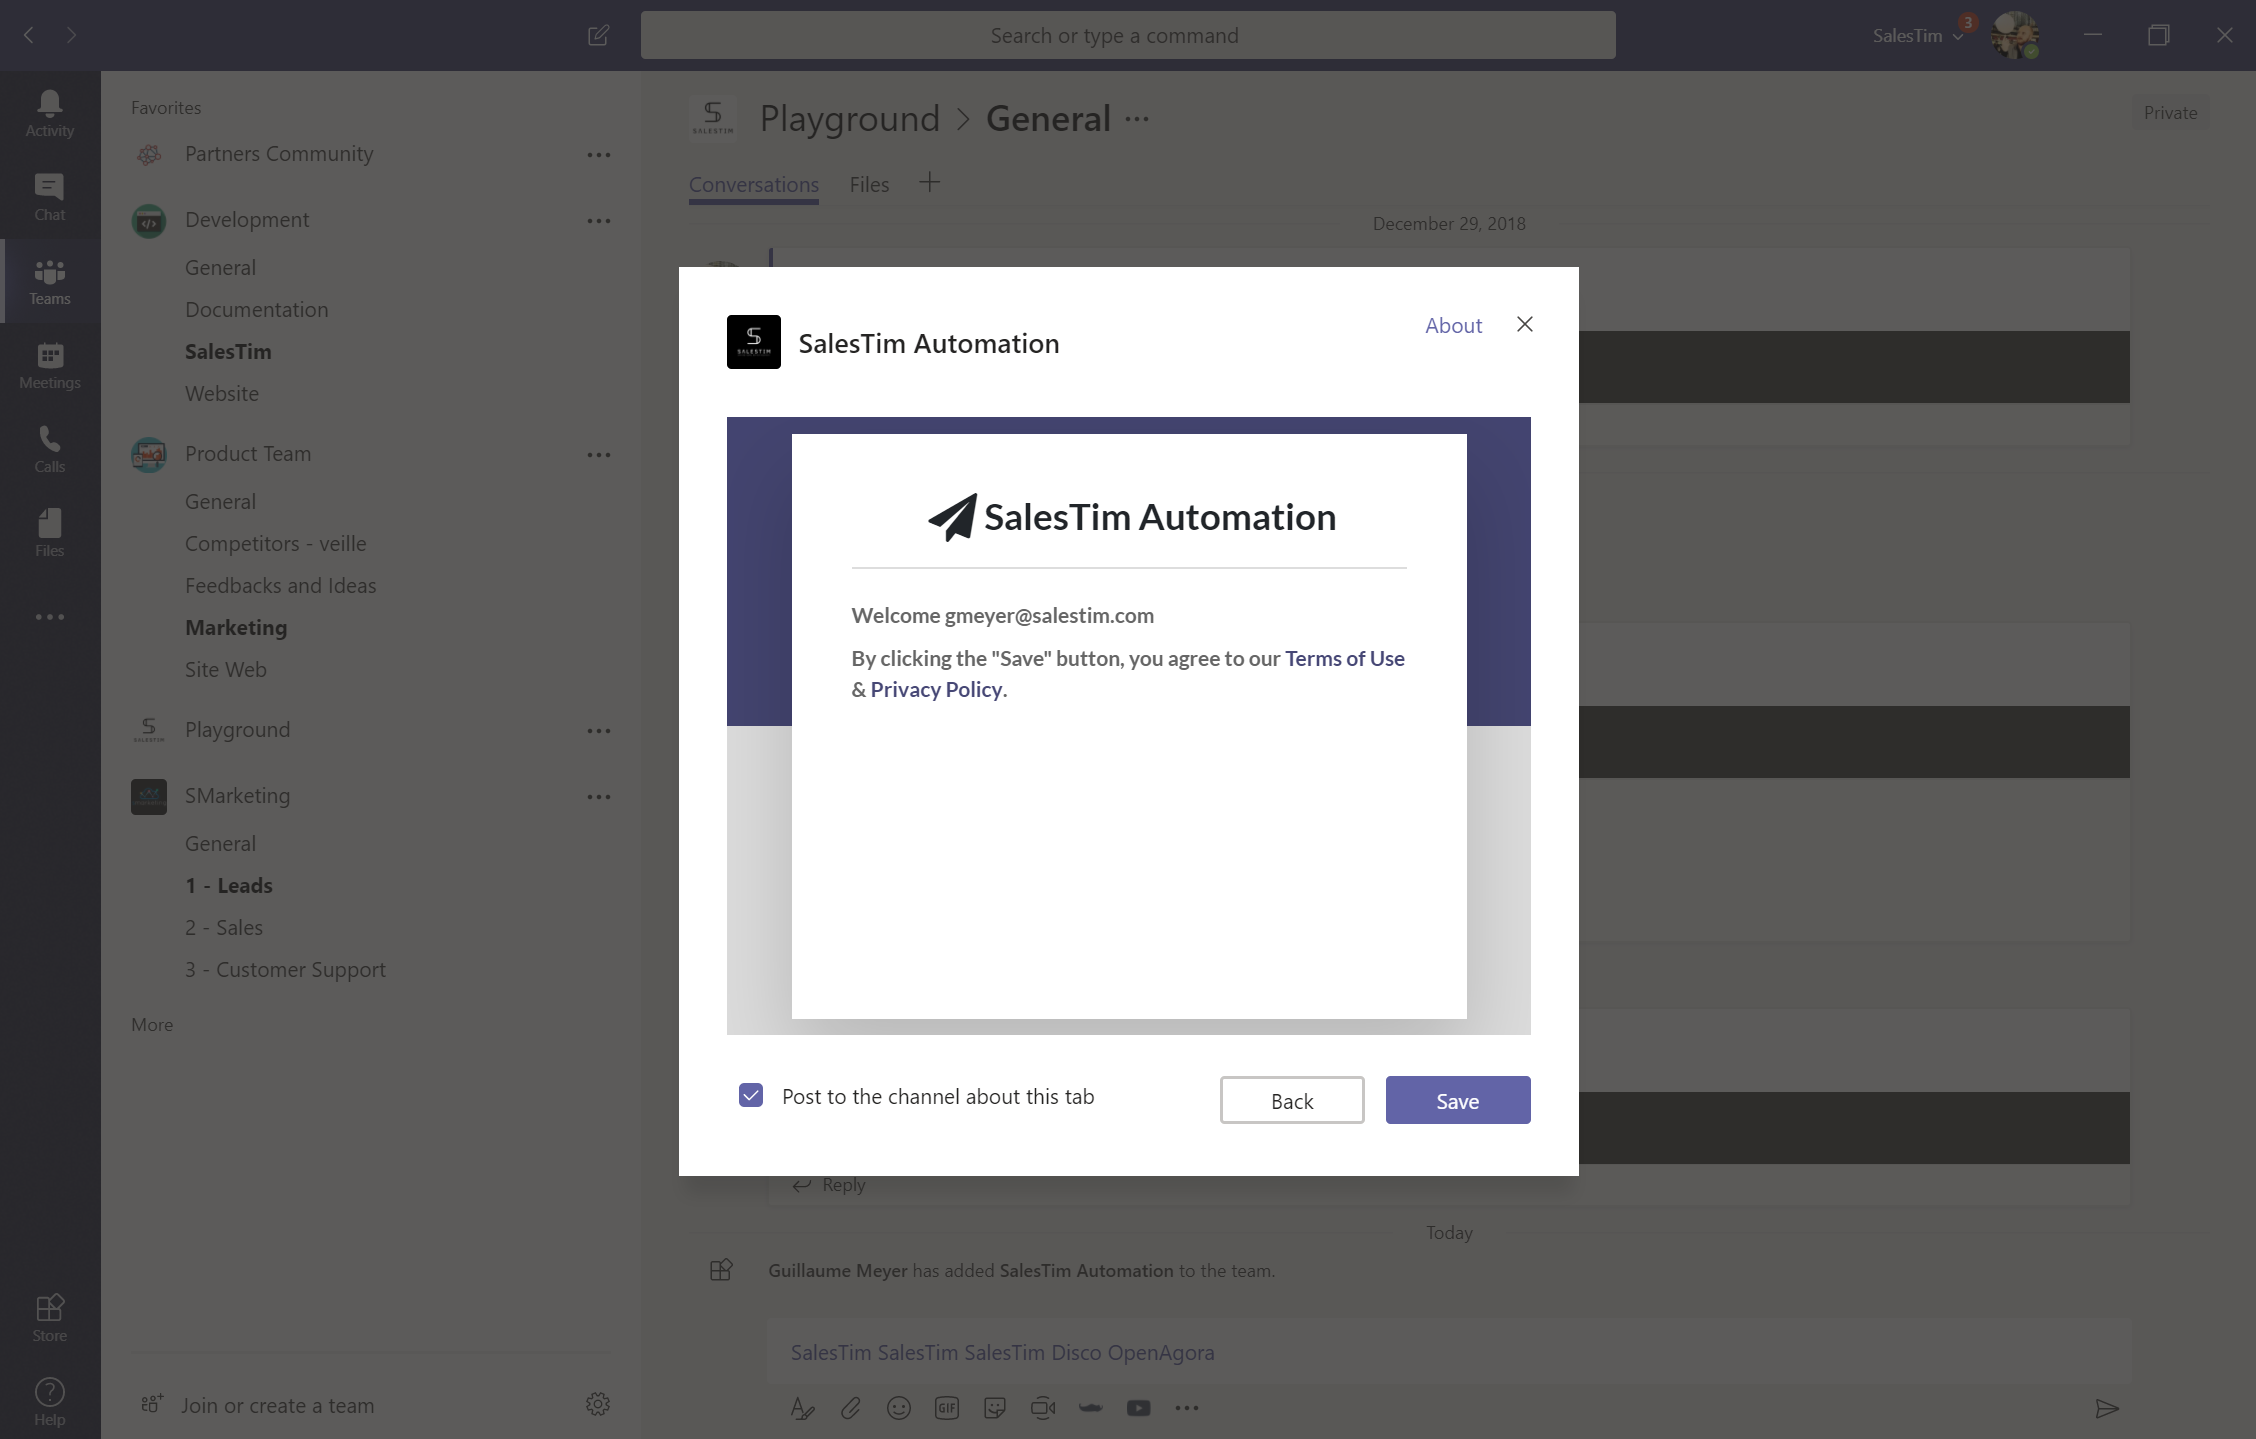 Search or type a command
SalesTim
3
Activity
Chat
Teams
Meetings
Calls
Files
Store
Help
Favorites
Partners Community
Development
General
Documentation
SalesTim
Website
Product Team
General
Competitors - veille
Feedbacks and Ideas
Marketing
Site Web
SALESTIM
Playground
SMarketing
General
1 - Leads
2 - Sales
3 - Customer Support
More
Join or create a team
SALESTIM
Playground > General
Private
Conversations
Files
December 29, 2018
SALESTIM
SalesTim Automation
About
SalesTim Automation
Welcome gmeyer@salestim.com
By clicking the "Save" button, you agree to our Terms of Use
& Privacy Policy.
Post to the channel about this tab
Back
Save
Reply
Today
Guillaume Meyer has added SalesTim Automation to the team.
SalesTim SalesTim SalesTim Disco OpenAgora
GIF